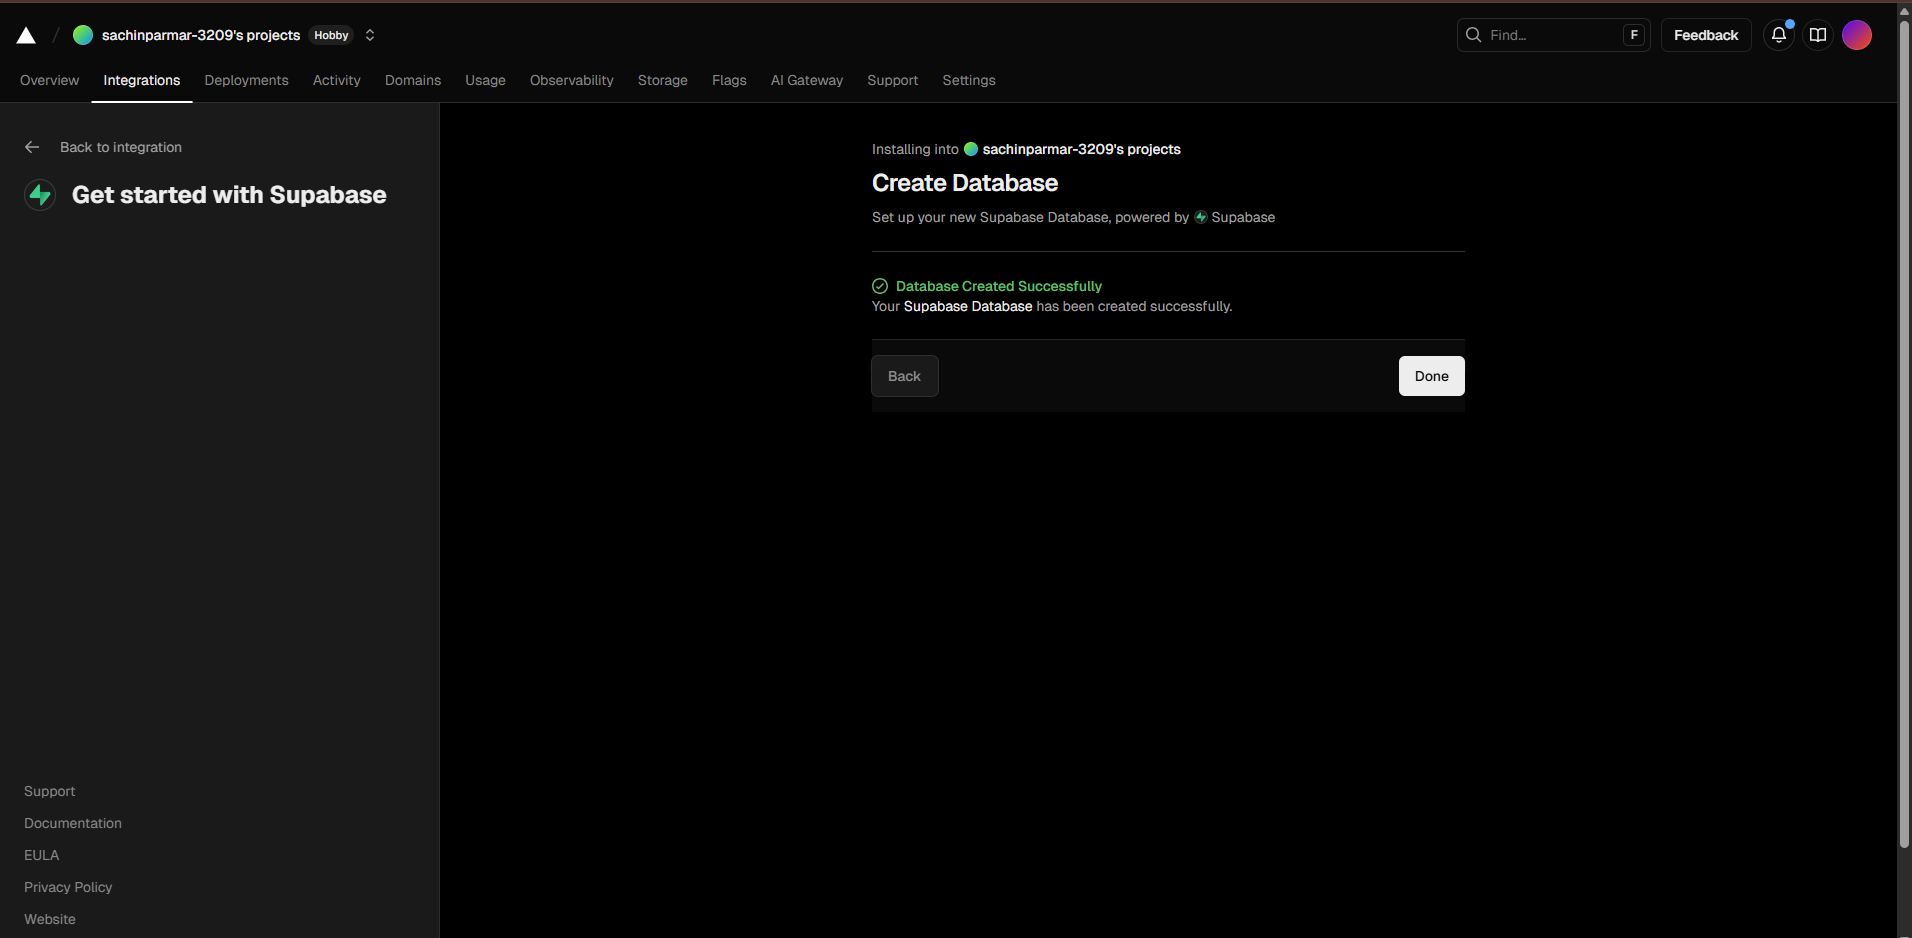 sachinparmar-3209's projects Hobby
Find... F Feedback
Overview Integrations Deployments Activity Domains Usage Observability Storage Flags AI Gateway Support Settings
Back to integration
Get started with Supabase
Installing into sachinparmar-3209's projects
Create Database
Set up your new Supabase Database, powered by Supabase
Database Created Successfully
Your Supabase Database has been created successfully.
Back Done
Support
Documentation
EULA
Privacy Policy
Website